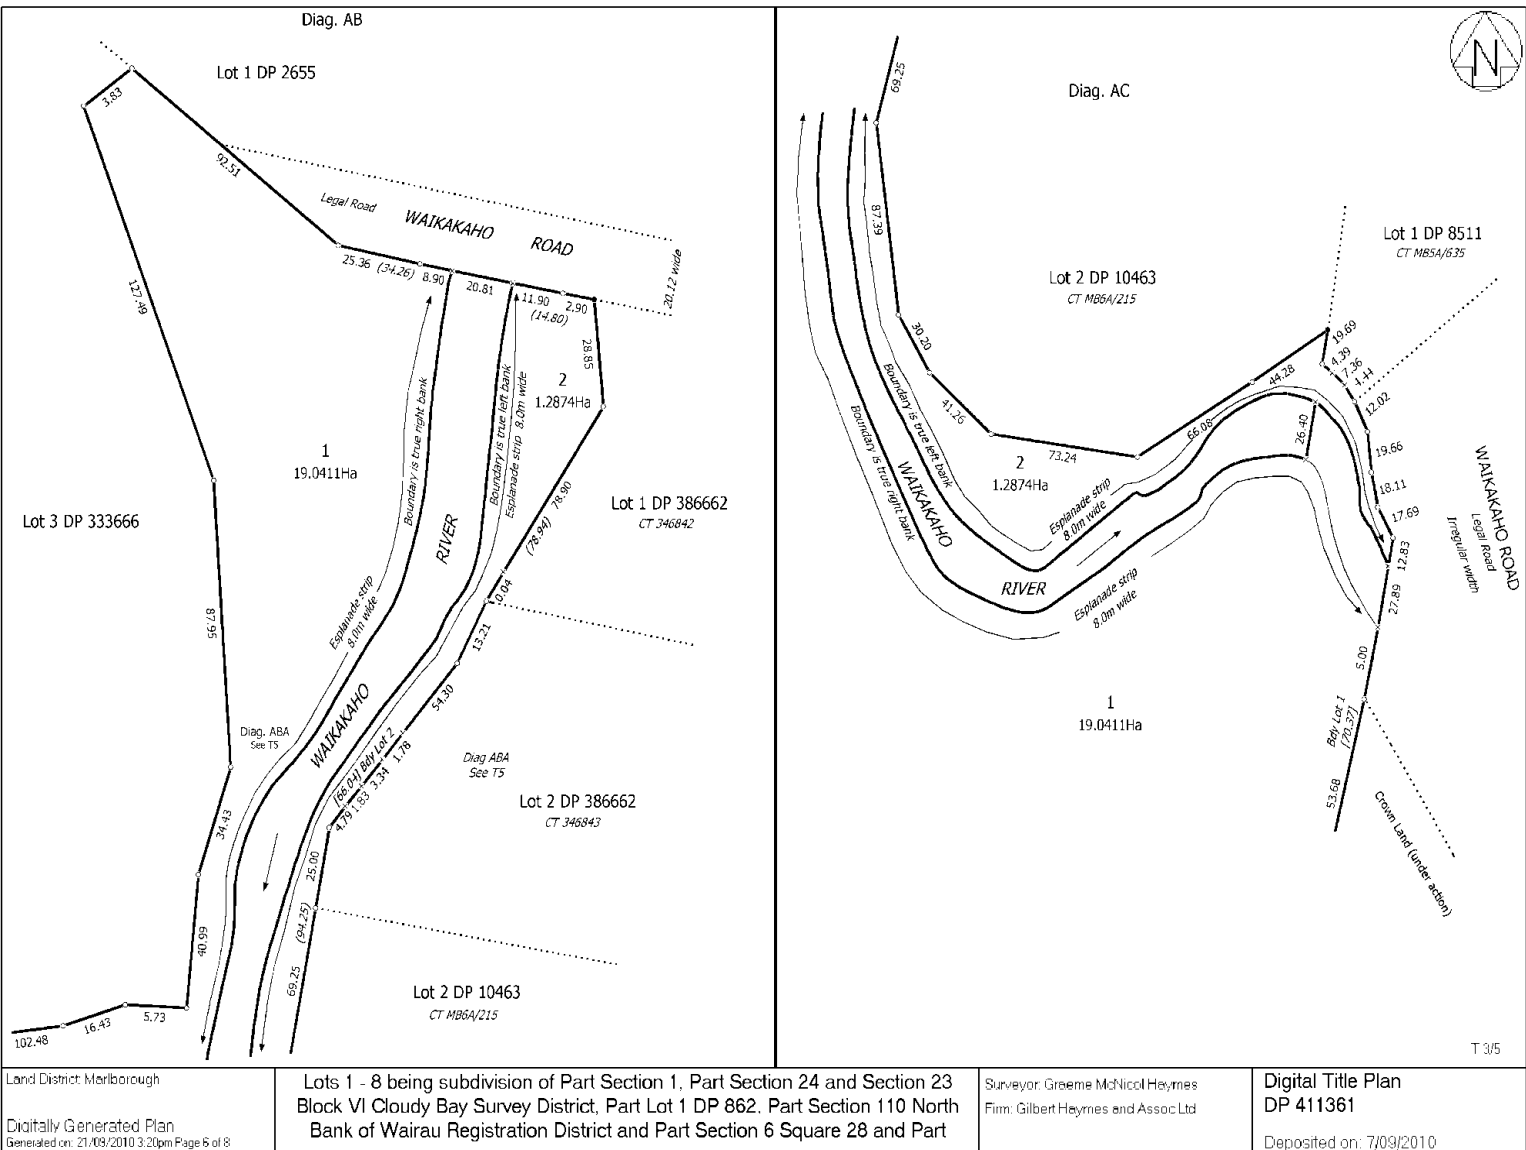 Diag. AB
Lot 1 DP 2655
3.83
92.51
Legal Road
WAIKAKAHO ROAD
20.12 wide
25.36
(34.26)
8.90
20.81
11.90
2.90
(14.80)
127.49
28.85
2
1.2874Ha
1
19.0411Ha
Boundary is true right bank
Boundary is true left bank
Esplanade strip 8.0m wide
Lot 3 DP 333666
Lot 1 DP 386662
CT 346842
78.90
(78.94)
0.04
RIVER
13.21
87.95
Esplanade strip
8.0m wide
54.30
WAIKAKAHO
Diag. ABA
See T5
[66.04] Bdy Lot 2
1.78
3.34
1.83
4.79
Diag ABA
See T5
Lot 2 DP 386662
CT 346843
34.43
25.00
(94.25)
40.99
69.25
Lot 2 DP 10463
CT MB6A/215
5.73
16.43
102.48
Diag. AC
N
69.25
87.39
Lot 1 DP 8511
CT MB5A/635
Lot 2 DP 10463
CT MB6A/215
30.20
19.69
4.39
7.36
4.44
44.28
41.26
12.02
66.08
26.40
73.24
19.66
2
1.2874Ha
Boundary is true left bank
Boundary is true right bank
WAIKAKAHO
18.11
17.69
Esplanade strip
8.0m wide
WAIKAKAHO ROAD
Legal Road
Irregular width
12.83
RIVER
Esplanade strip
8.0m wide
27.89
5.00
1
19.0411Ha
Bdy Lot 1
[70.37]
53.68
Crown Land (under action)
T 3/5
Land District: Marlborough
Digitally Generated Plan
Generated on: 21/09/2010 3:20pm Page 6 of 8
Lots 1 - 8 being subdivision of Part Section 1, Part Section 24 and Section 23
Block VI Cloudy Bay Survey District, Part Lot 1 DP 862, Part Section 110 North
Bank of Wairau Registration District and Part Section 6 Square 28 and Part
Surveyor: Graeme McNicol Haymes
Firm: Gilbert Haymes and Assoc Ltd
Digital Title Plan
DP 411361
Deposited on: 7/09/2010